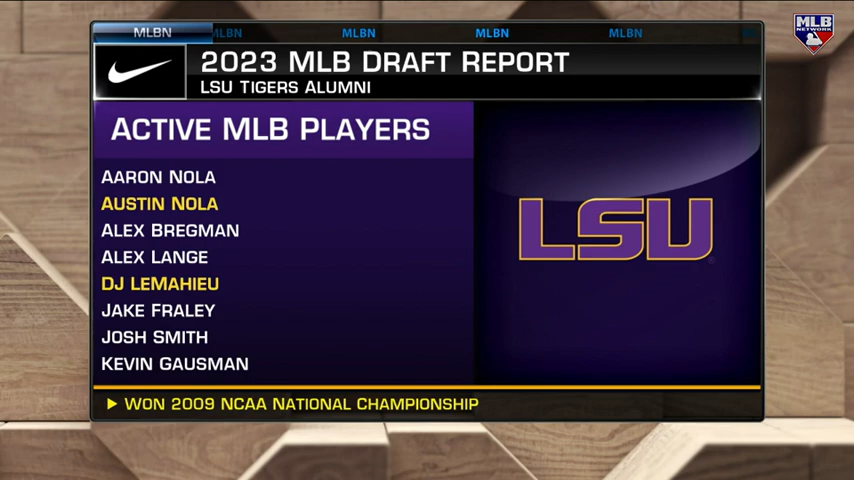 MLBN
MLBN
MLBN
MLBN
MLBN
MLB
NETWORK
2023 MLB DRAFT REPORT
LSU TIGERS ALUMNI
ACTIVE MLB PLAYERS
AARON NOLA
AUSTIN NOLA
ALEX BREGMAN
ALEX LANGE
DJ LEMAHIEU
JAKE FRALEY
JOSH SMITH
KEVIN GAUSMAN
LSU
WON 2009 NCAA NATIONAL CHAMPIONSHIP